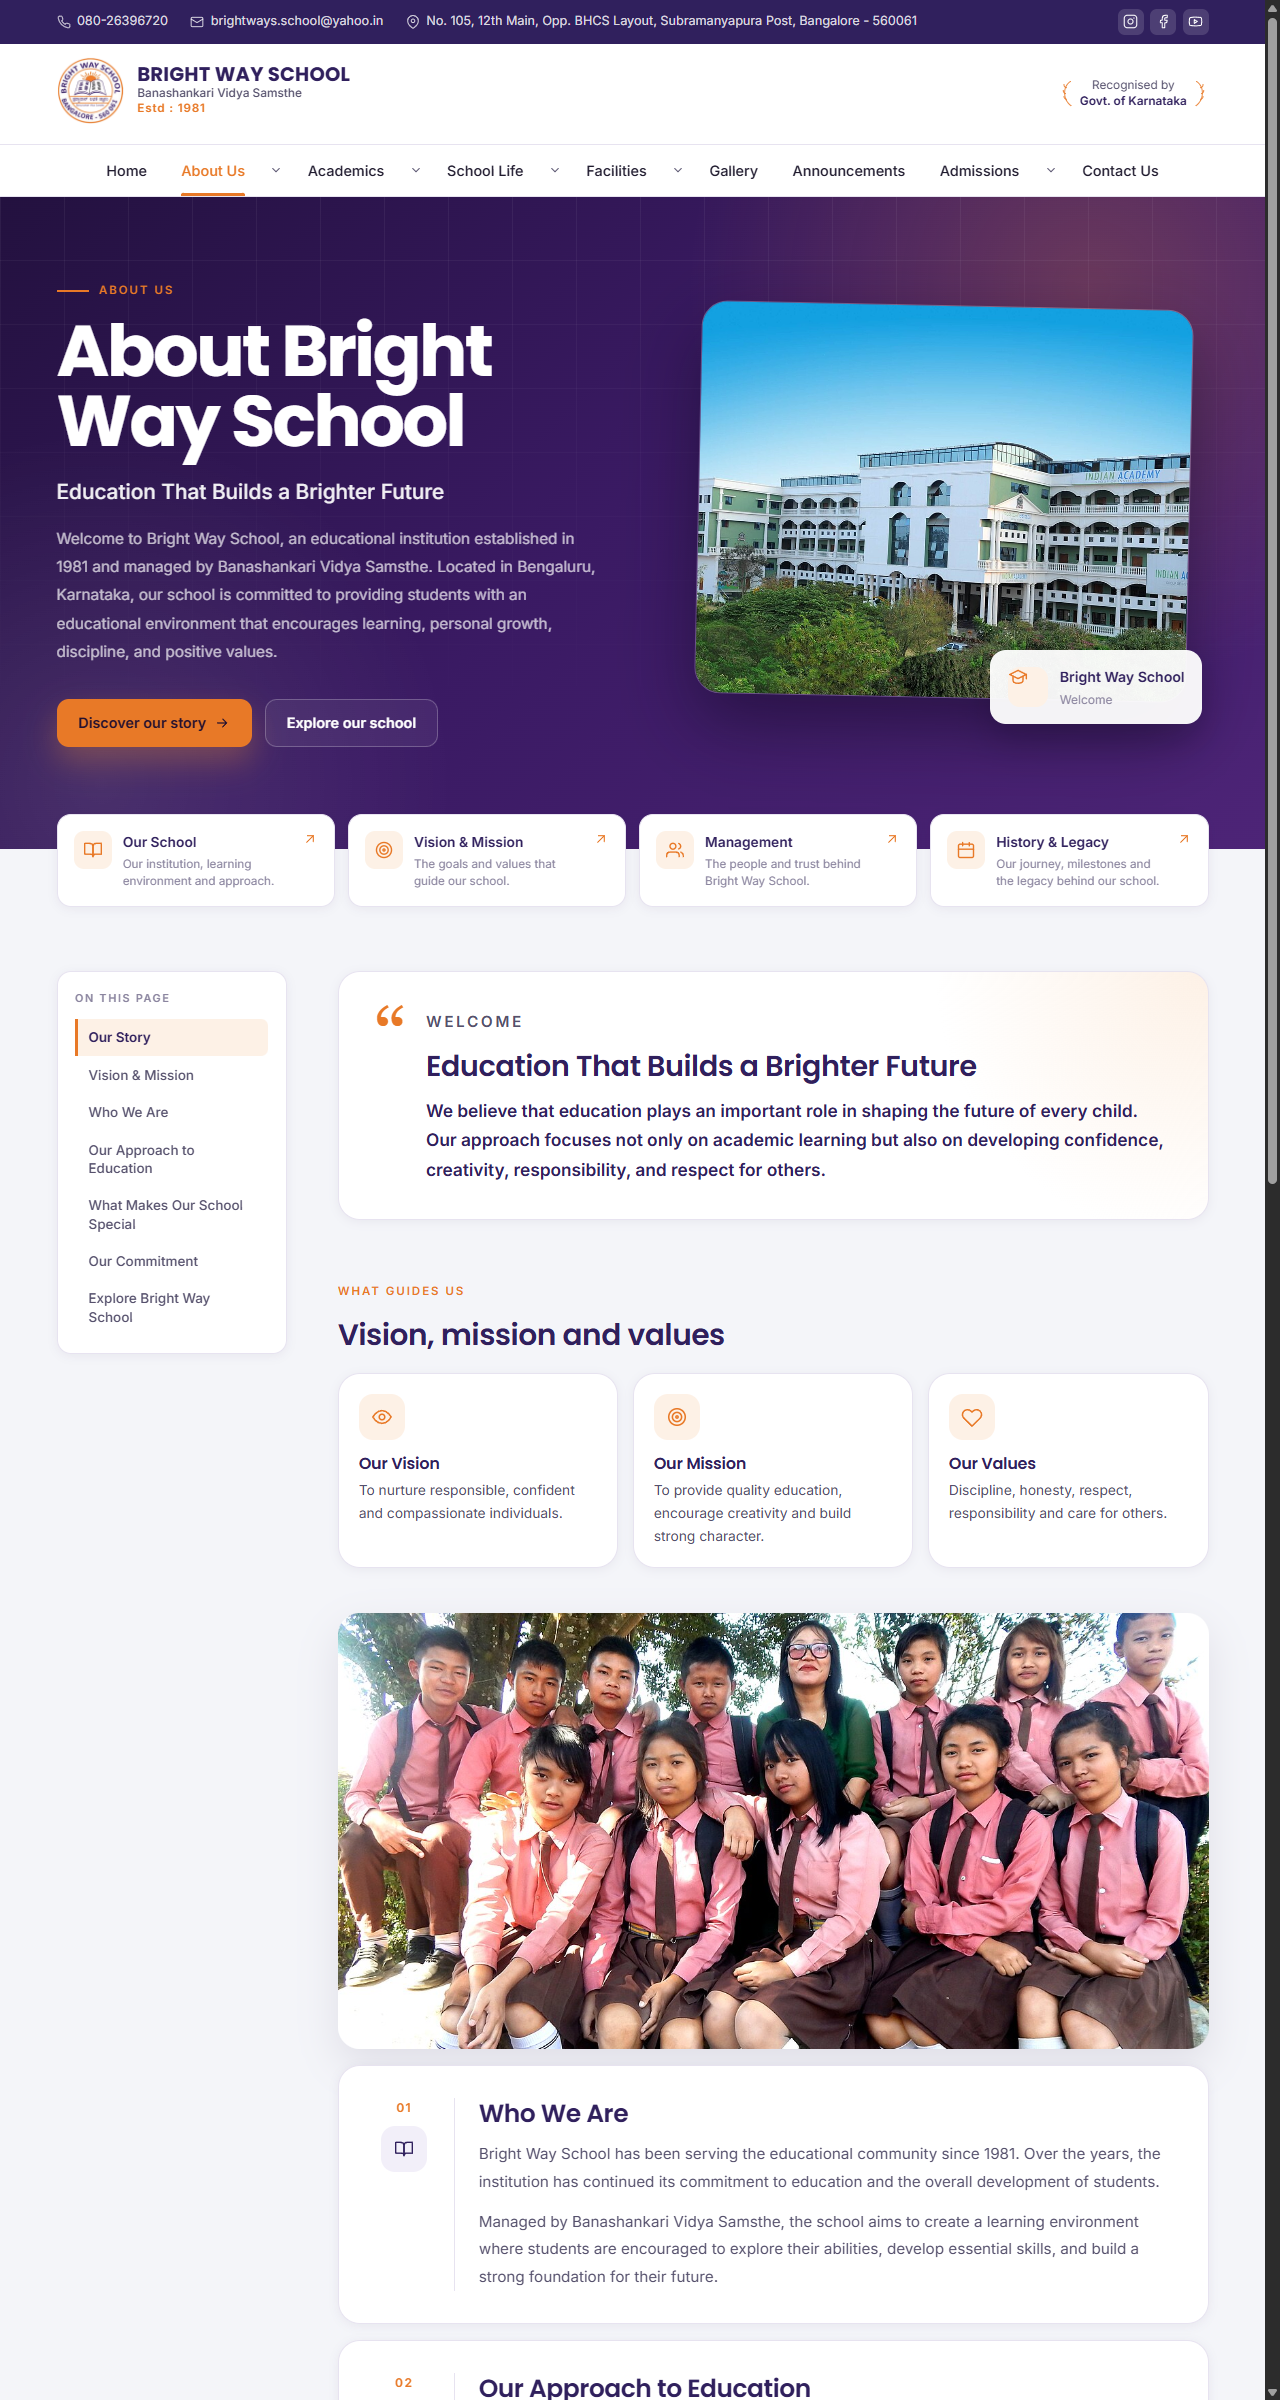 080-26396720
brightways.school@yahoo.in
No. 105, 12th Main, Opp. BHCS Layout, Subramanyapura Post, Bangalore - 560061
BRIGHT WAY SCHOOL
BANGALORE - 560 061
BRIGHT WAY SCHOOL
Banashankari Vidya Samsthe
Estd : 1981
Recognised by
Govt. of Karnataka
Home
About Us
Academics
School Life
Facilities
Gallery
Announcements
Admissions
Contact Us
ABOUT US
About Bright
Way School
Education That Builds a Brighter Future
Welcome to Bright Way School, an educational institution established in
1981 and managed by Banashankari Vidya Samsthe. Located in Bengaluru,
Karnataka, our school is committed to providing students with an
educational environment that encourages learning, personal growth,
discipline, and positive values.
Discover our story
Explore our school
INDIAN ACADEMY
INDIAN AC
Bright Way School
Welcome
Our School
Our institution, learning
environment and approach.
Vision & Mission
The goals and values that
guide our school.
Management
The people and trust behind
Bright Way School.
History & Legacy
Our journey, milestones and
the legacy behind our school.
ON THIS PAGE
Our Story
Vision & Mission
Who We Are
Our Approach to
Education
What Makes Our School
Special
Our Commitment
Explore Bright Way
School
“
WELCOME
Education That Builds a Brighter Future
We believe that education plays an important role in shaping the future of every child.
Our approach focuses not only on academic learning but also on developing confidence,
creativity, responsibility, and respect for others.
WHAT GUIDES US
Vision, mission and values
Our Vision
To nurture responsible, confident
and compassionate individuals.
Our Mission
To provide quality education,
encourage creativity and build
strong character.
Our Values
Discipline, honesty, respect,
responsibility and care for others.
01
Who We Are
Bright Way School has been serving the educational community since 1981. Over the years, the
institution has continued its commitment to education and the overall development of students.
Managed by Banashankari Vidya Samsthe, the school aims to create a learning environment
where students are encouraged to explore their abilities, develop essential skills, and build a
strong foundation for their future.
02
Our Approach to Education